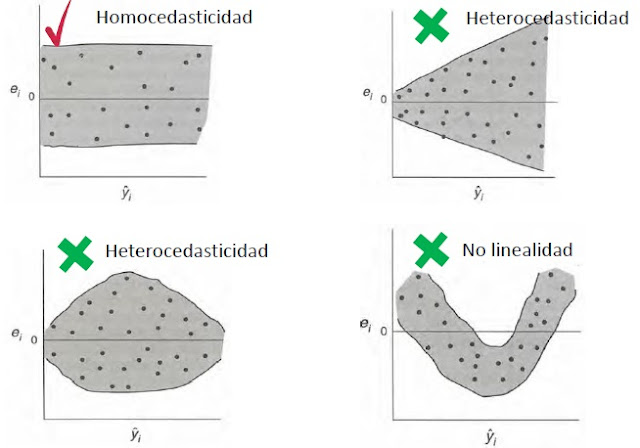 Homocedasticidad
eᵢ 0
ŷᵢ
Heterocedasticidad
eᵢ 0
ŷᵢ
Heterocedasticidad
eᵢ 0
ŷᵢ
No linealidad
eᵢ 0
ŷᵢ